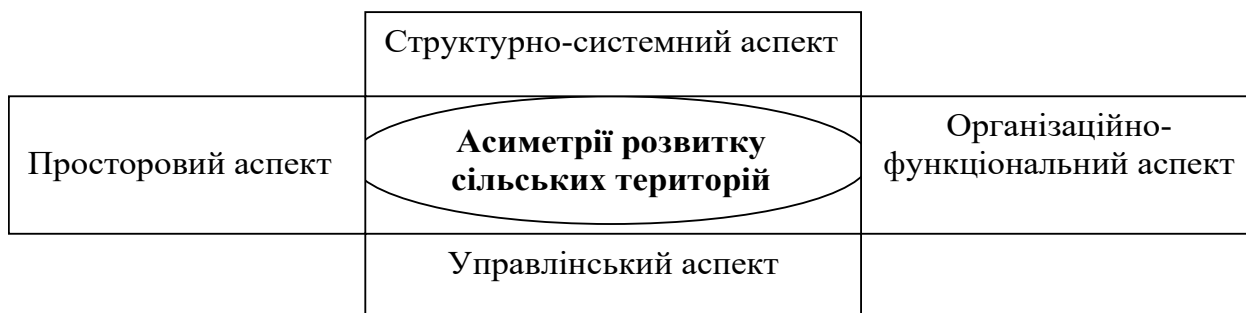 Структурно-системний аспект
Просторовий аспект
Асиметрії розвитку
сільських територій
Організаційно-
функціональний аспект
Управлінський аспект